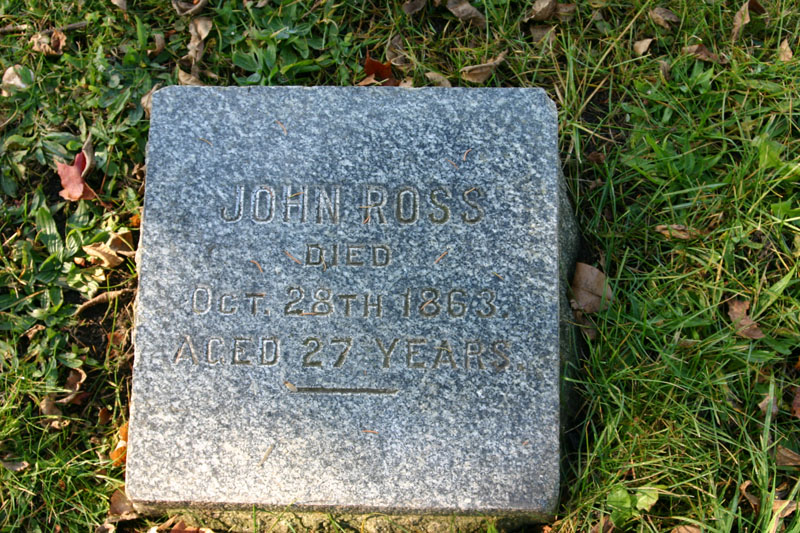 JOHN ROSS
DIED
OCT. 28TH 1863.
AGED 27 YEARS.